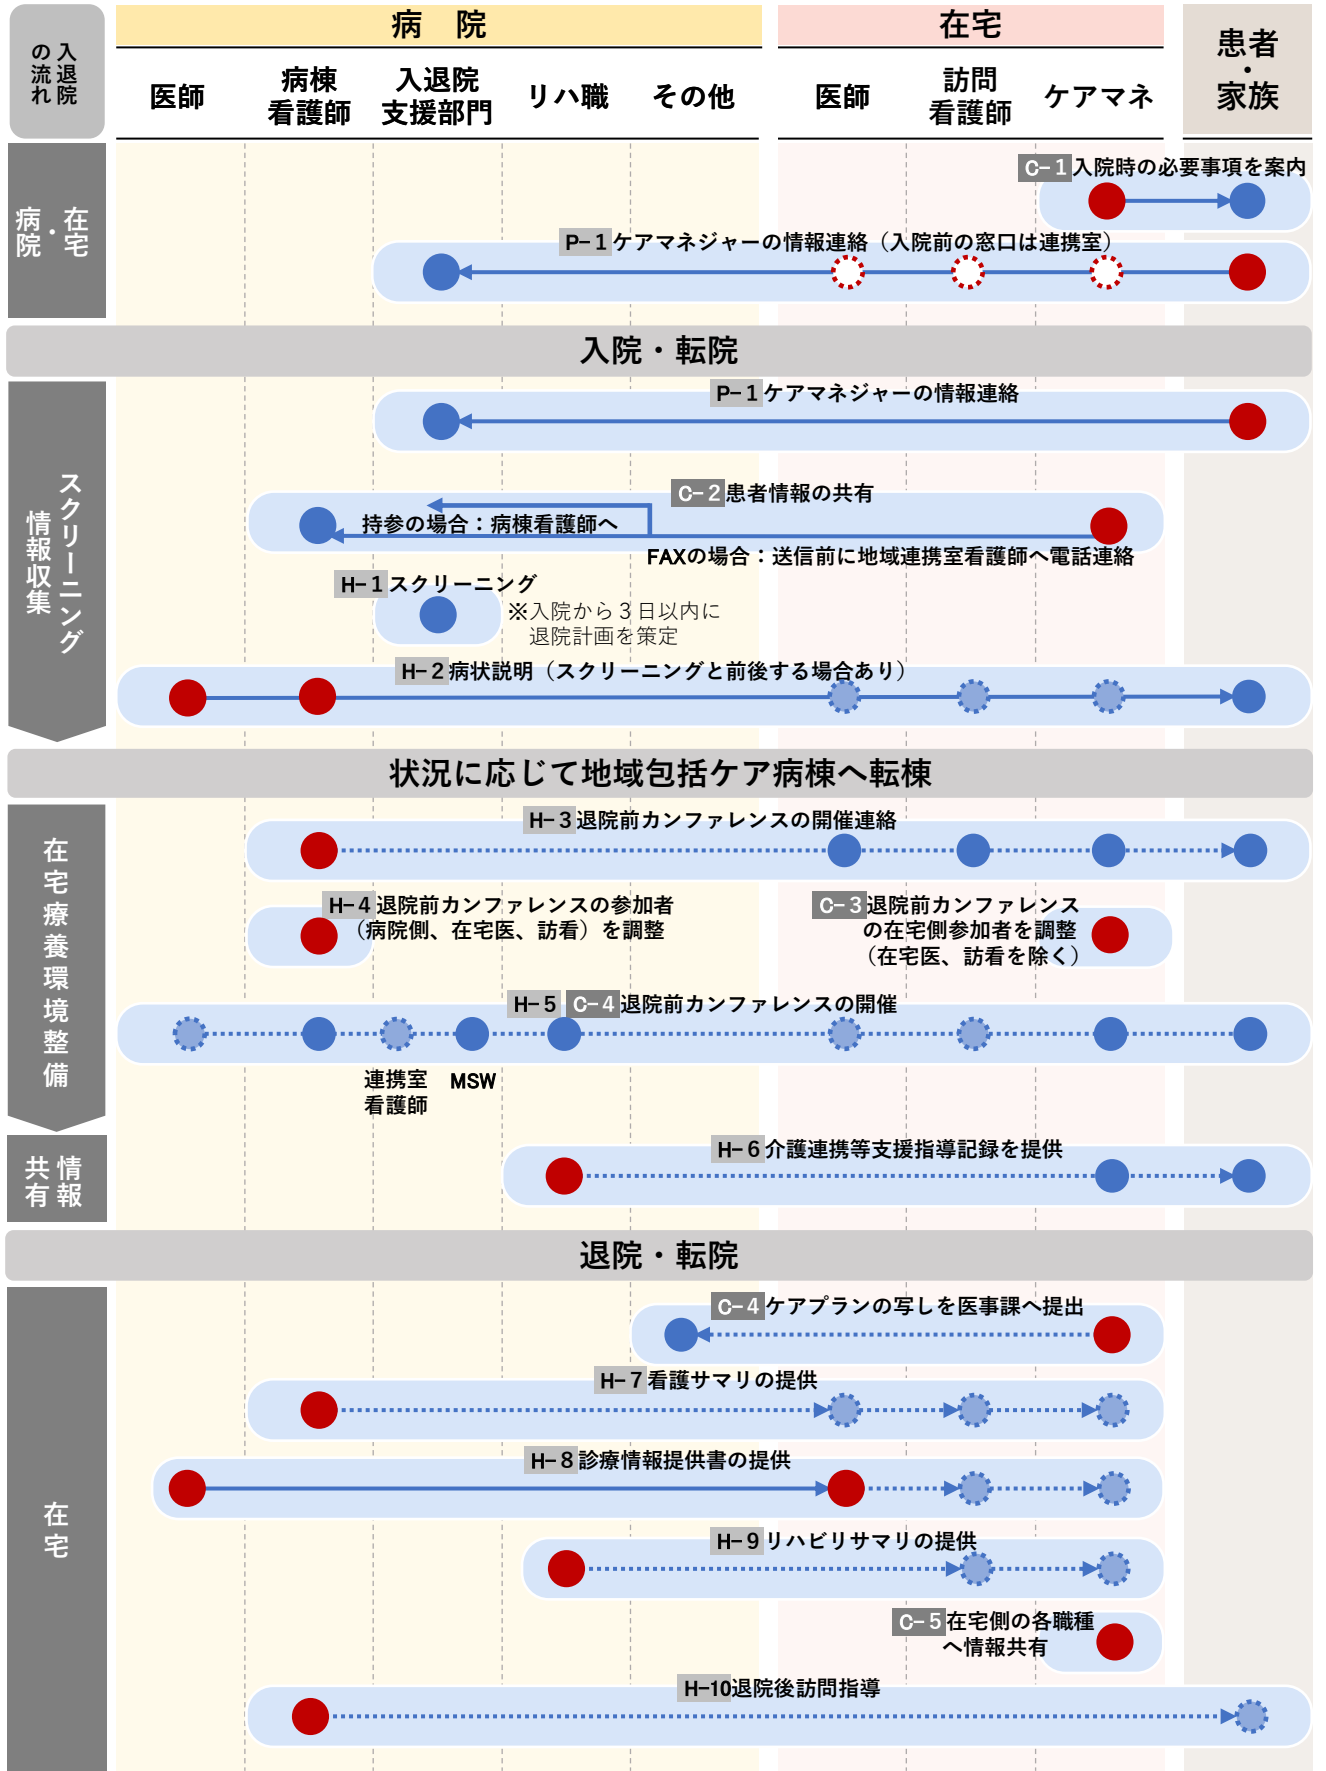 入退院
の流れ
病　院
在宅
患者
・
家族
医師
病棟
看護師
入退院
支援部門
リハ職
その他
医師
訪問
看護師
ケアマネ
在宅
・
病院
C−１入院時の必要事項を案内
P−１ケアマネジャーの情報連絡（入院前の窓口は連携室）
入院・転院
スクリーニング
情報収集
P−１ケアマネジャーの情報連絡
C−２患者情報の共有
持参の場合：病棟看護師へ
FAXの場合：送信前に地域連携室看護師へ電話連絡
H−１スクリーニング
※入院から３日以内に
退院計画を策定
H−２病状説明（スクリーニングと前後する場合あり）
状況に応じて地域包括ケア病棟へ転棟
在宅療養環境整備
H−３退院前カンファレンスの開催連絡
H−４退院前カンファレンスの参加者
（病院側、在宅医、訪看）を調整
C−３退院前カンファレンス
の在宅側参加者を調整
（在宅医、訪看を除く）
H−５ C−４退院前カンファレンスの開催
連携室
看護師
MSW
情報
共有
H−６介護連携等支援指導記録を提供
退院・転院
在宅
C−４ケアプランの写しを医事課へ提出
H−７看護サマリの提供
H−８診療情報提供書の提供
H−９リハビリサマリの提供
C−５在宅側の各職種
へ情報共有
H−10退院後訪問指導